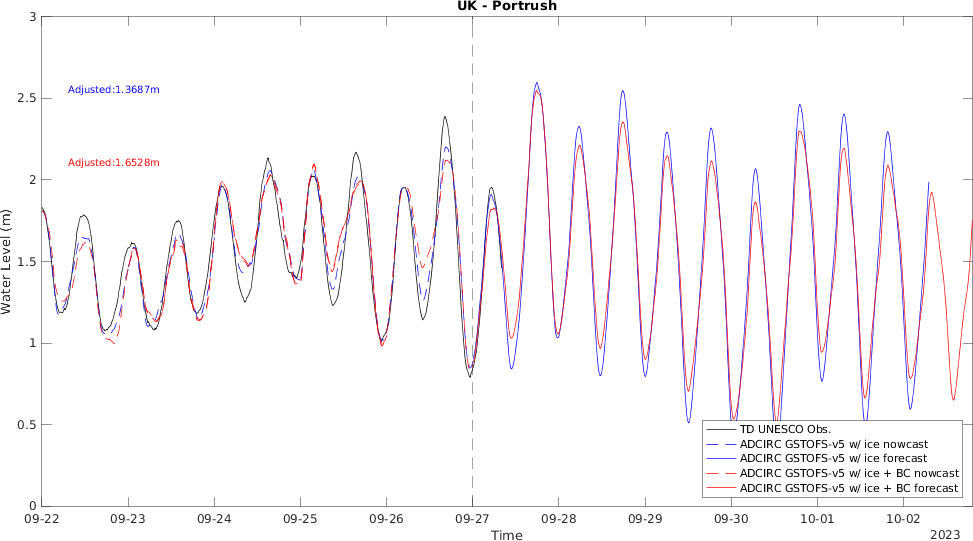 UK - Portrush
3
2.5
2
1.5
1
0.5
0
Water Level (m)
Adjusted:1.3687m
Adjusted:1.6528m
TD UNESCO Obs.
ADCIRC GSTOFS-v5 w/ ice nowcast
ADCIRC GSTOFS-v5 w/ ice forecast
ADCIRC GSTOFS-v5 w/ ice + BC nowcast
ADCIRC GSTOFS-v5 w/ ice + BC forecast
09-22 09-23 09-24 09-25 09-26 09-27 09-28 09-29 09-30 10-01 10-02
Time
2023